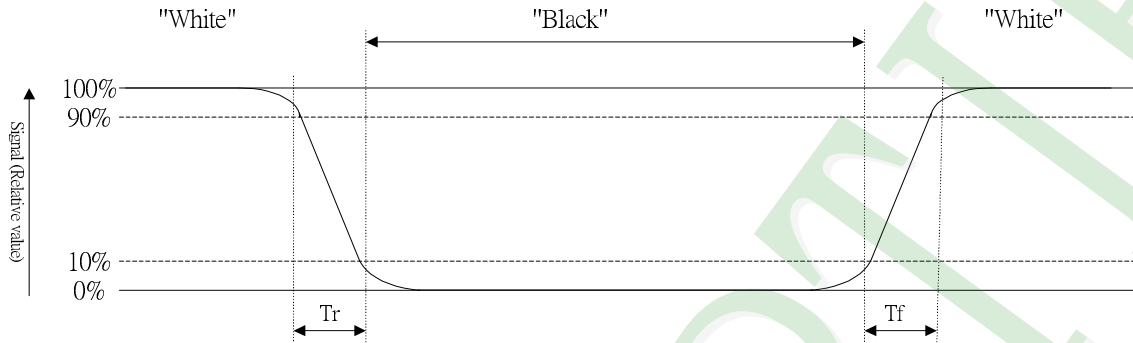 "White" "Black" "White"
100%
90%
Signal (Relative value)
10%
0%
Tr Tf